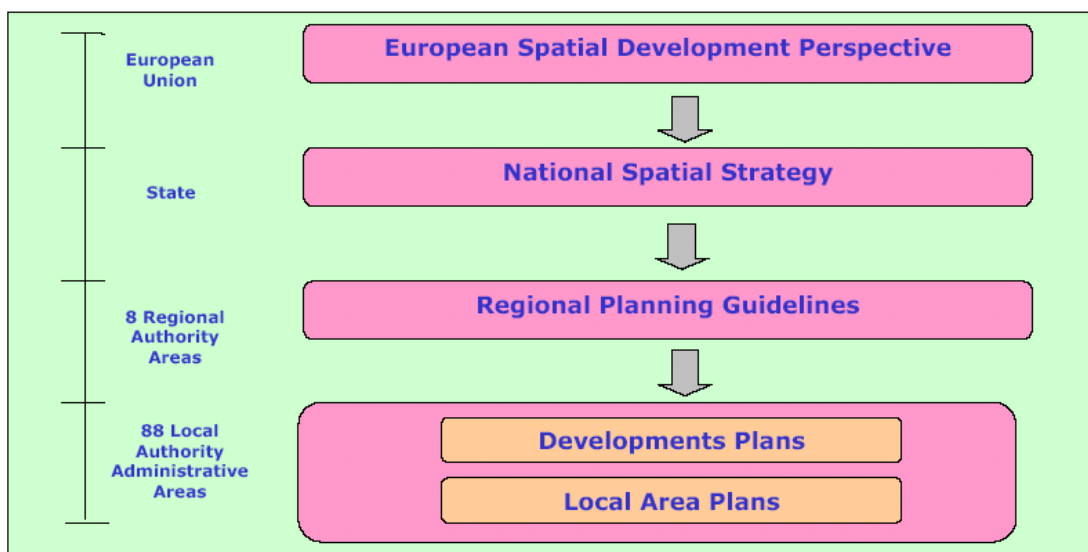 European
Union
European Spatial Development Perspective
State
National Spatial Strategy
8 Regional
Authority
Areas
Regional Planning Guidelines
88 Local
Authority
Administrative
Areas
Developments Plans
Local Area Plans